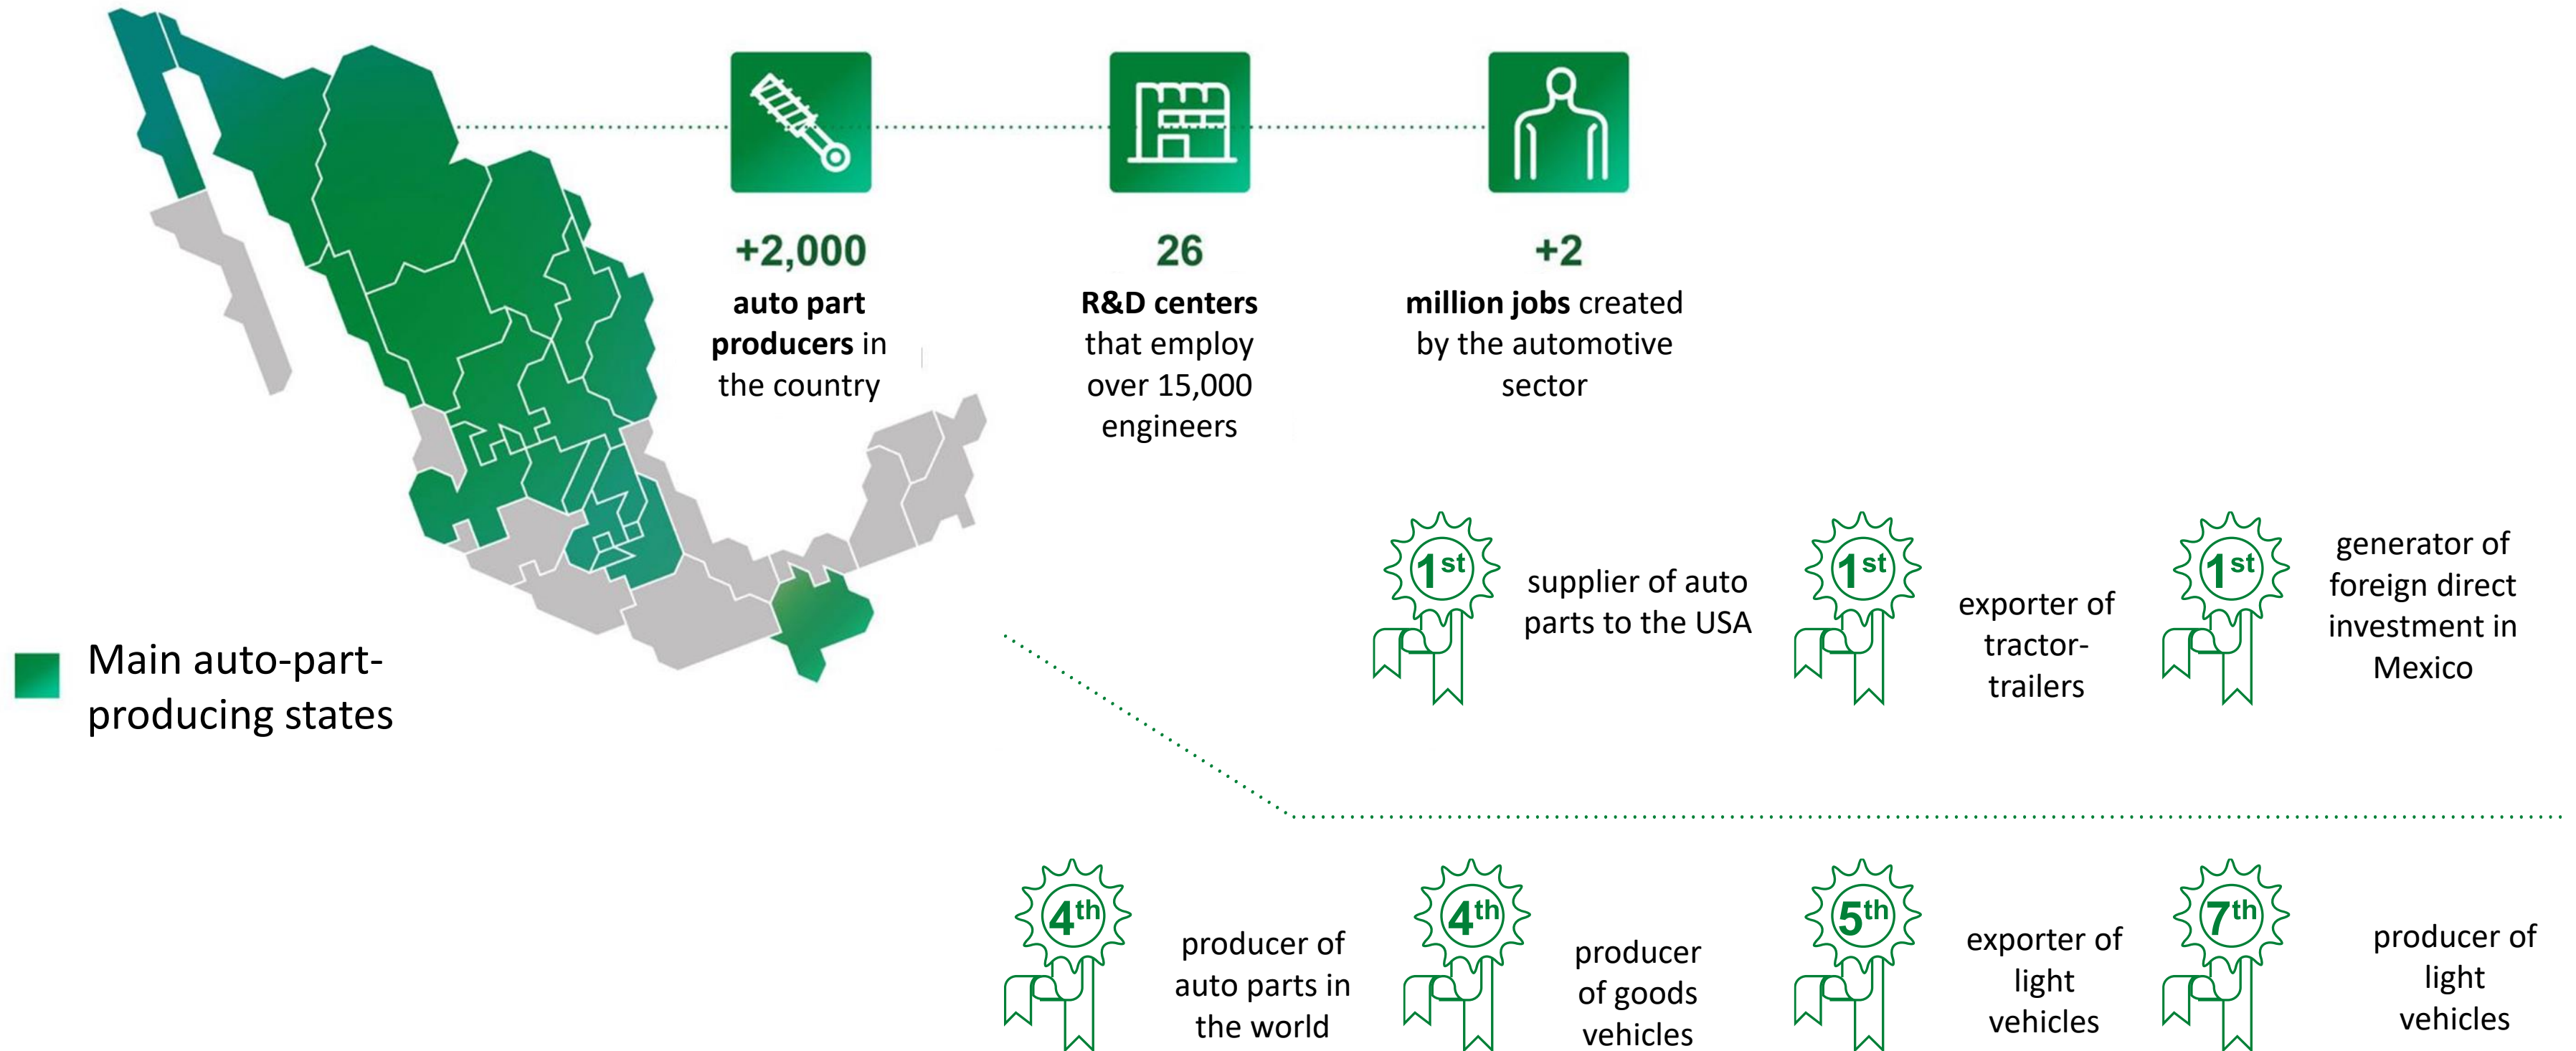 +2,000
auto part
producers in
the country
26
R&D centers
that employ
over 15,000
engineers
+2
million jobs created
by the automotive
sector
Main auto-part-
producing states
1st
supplier of auto
parts to the USA
1st
exporter of
tractor-
trailers
1st
generator of
foreign direct
investment in
Mexico
4th
producer of
auto parts in
the world
4th
producer
of goods
vehicles
5th
exporter of
light
vehicles
7th
producer of
light
vehicles